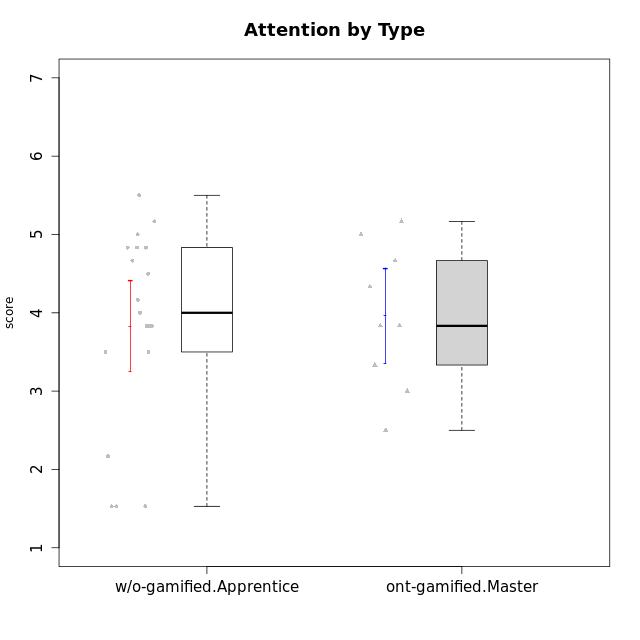 Attention by Type
score
7
6
5
4
3
2
1
w/o-gamified.Apprentice
ont-gamified.Master